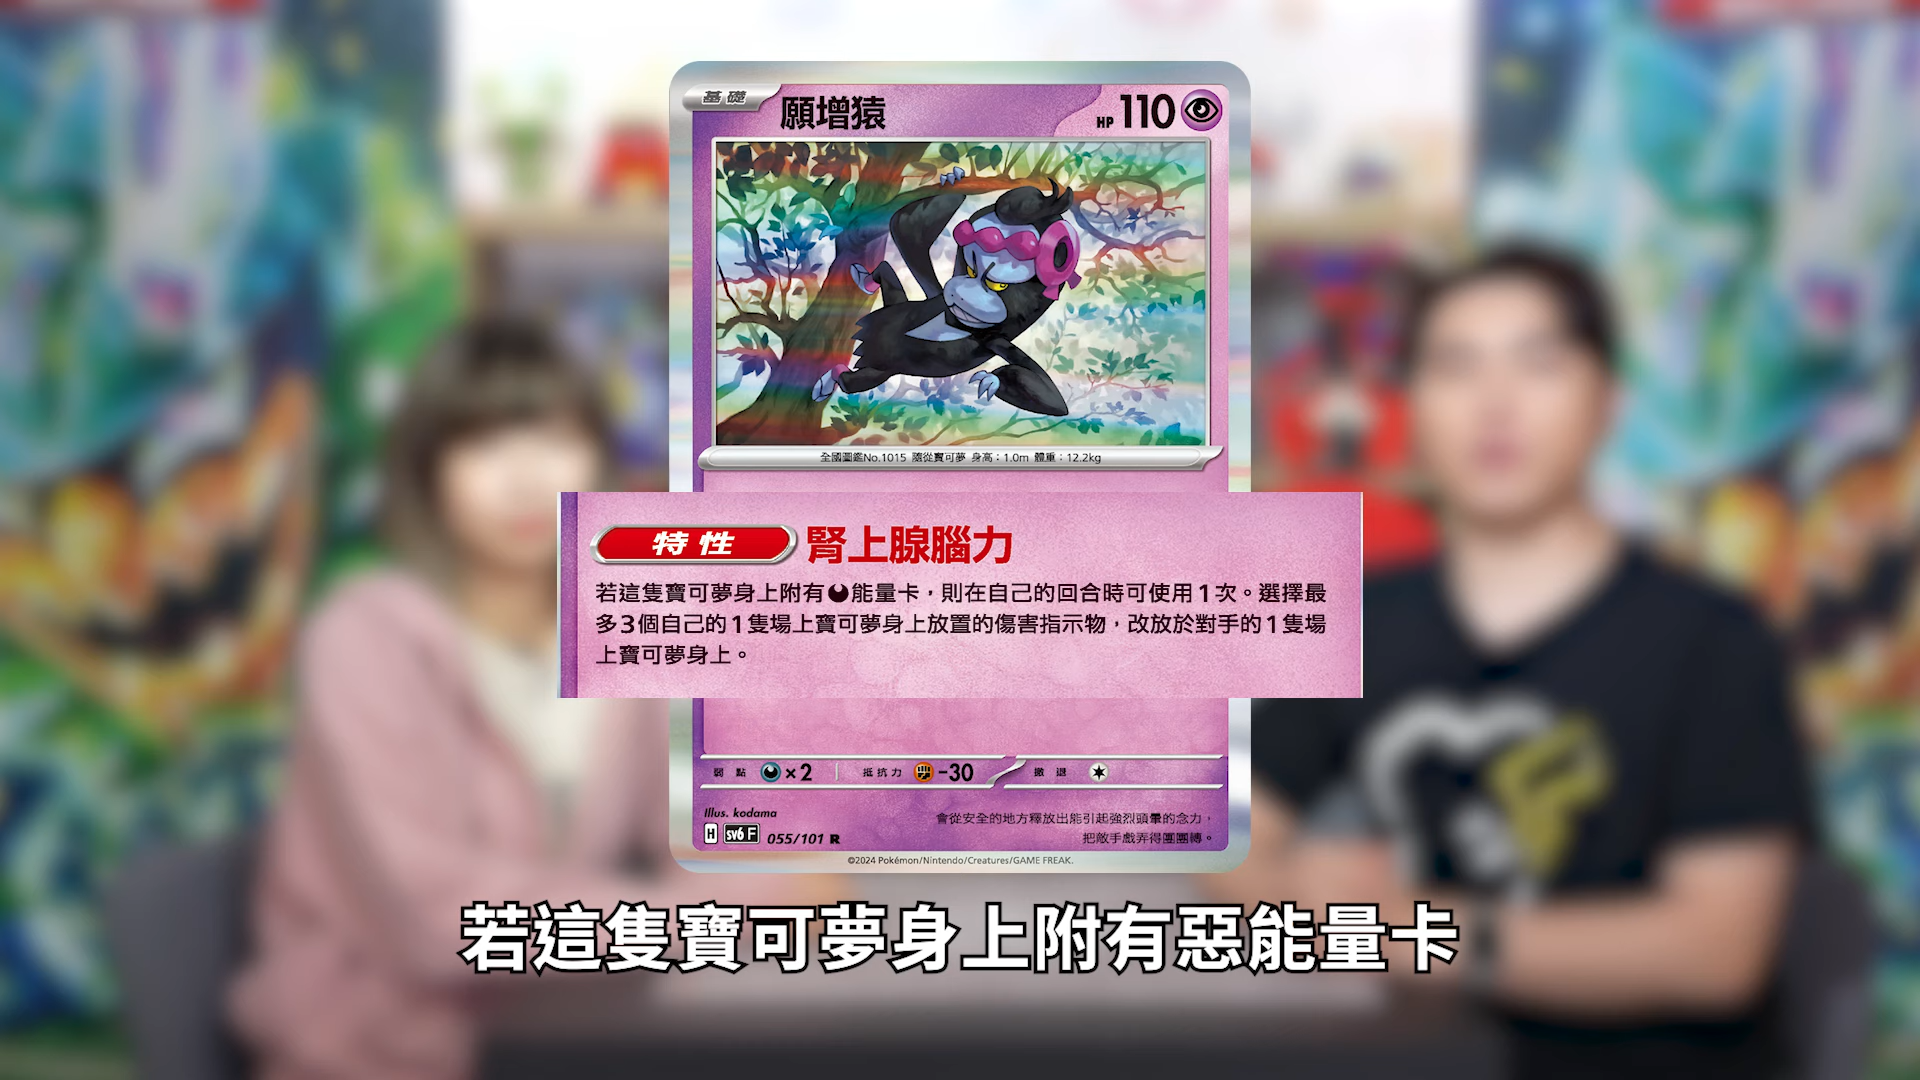 基礎
願增猿
HP 110
全國圖鑑No.1015 隨從寶可夢 身高：1.0m 體重：12.2kg
特性 腎上腺腦力
若這隻寶可夢身上附有能量卡，則在自己的回合時可使用1次。選擇最
多3個自己的1隻場上寶可夢身上放置的傷害指示物，改放於對手的1隻場
上寶可夢身上。
弱點 ×2 抵抗力 -30 撤退
Illus. kodama
H sv6 F 055/101 R
會從安全的地方釋放出能引起強烈頭暈的念力，
把敵手戲弄得團團轉。
©2024 Pokémon/Nintendo/Creatures/GAME FREAK.
若這隻寶可夢身上附有惡能量卡